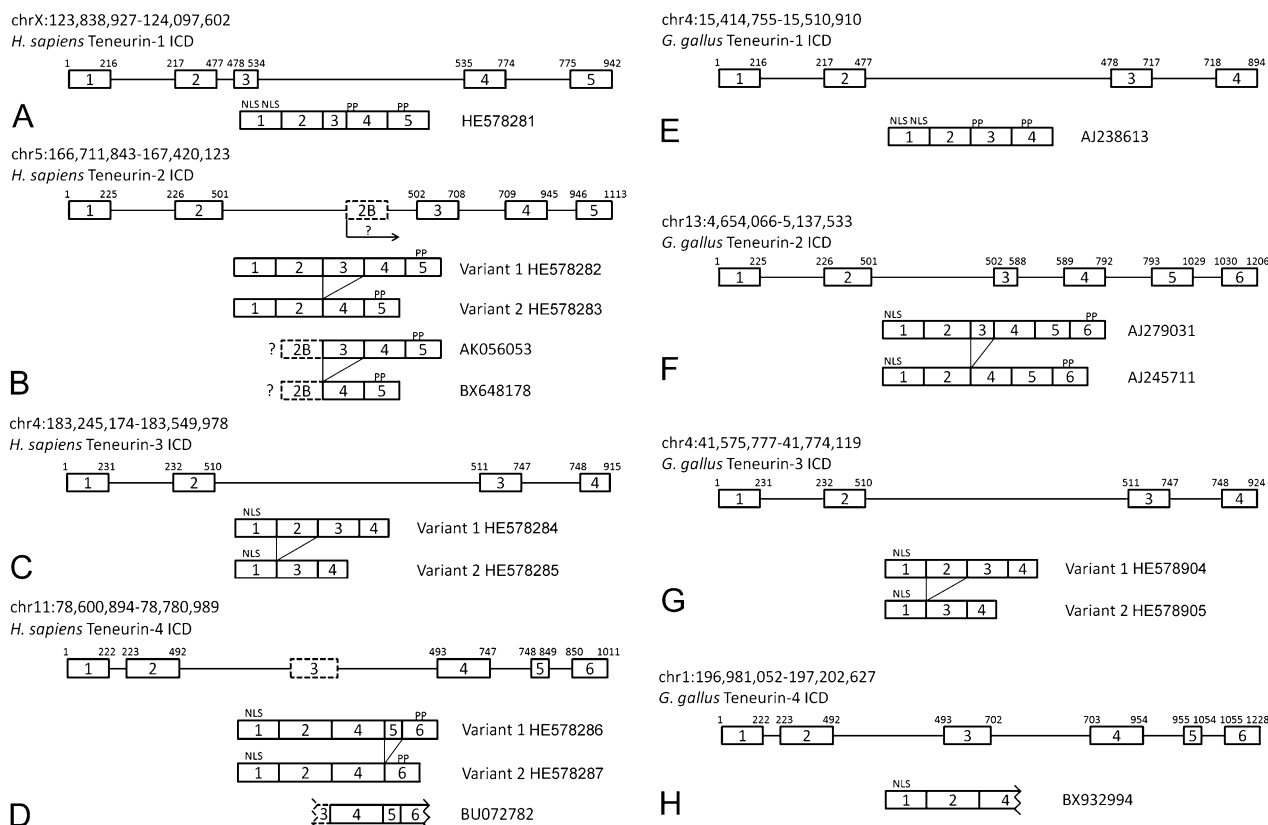 chrX:123,838,927-124,097,602
H. sapiens Teneurin-1 ICD
1 216 217 477 478 534 535 774 775 942
1 2 3 4 5
NLS NLS PP PP
1 2 3 4 5 HE578281
A
chr5:166,711,843-167,420,123
H. sapiens Teneurin-2 ICD
1 225 226 501 502 708 709 945 946 1113
1 2 2B 3 4 5
?
PP
1 2 3 4 5 Variant 1 HE578282
PP
1 2 4 5 Variant 2 HE578283
PP
? 2B 3 4 5 AK056053
PP
? 2B 4 5 BX648178
B
chr4:183,245,174-183,549,978
H. sapiens Teneurin-3 ICD
1 231 232 510 511 747 748 915
1 2 3 4
NLS
1 2 3 4 Variant 1 HE578284
NLS
1 3 4 Variant 2 HE578285
C
chr11:78,600,894-78,780,989
H. sapiens Teneurin-4 ICD
1 222 223 492 493 747 748 849 850 1011
1 2 3 4 5 6
NLS PP
1 2 4 5 6 Variant 1 HE578286
NLS PP
1 2 4 6 Variant 2 HE578287
3 4 5 6 BU072782
D
chr4:15,414,755-15,510,910
G. gallus Teneurin-1 ICD
1 216 217 477 478 717 718 894
1 2 3 4
NLS NLS PP PP
1 2 3 4 AJ238613
E
chr13:4,654,066-5,137,533
G. gallus Teneurin-2 ICD
1 225 226 501 502 588 589 792 793 1029 1030 1206
1 2 3 4 5 6
NLS PP
1 2 3 4 5 6 AJ279031
NLS PP
1 2 4 5 6 AJ245711
F
chr4:41,575,777-41,774,119
G. gallus Teneurin-3 ICD
1 231 232 510 511 747 748 924
1 2 3 4
NLS
1 2 3 4 Variant 1 HE578904
NLS
1 3 4 Variant 2 HE578905
G
chr1:196,981,052-197,202,627
G. gallus Teneurin-4 ICD
1 222 223 492 493 702 703 954 955 1054 1055 1228
1 2 3 4 5 6
NLS
1 2 4 BX932994
H